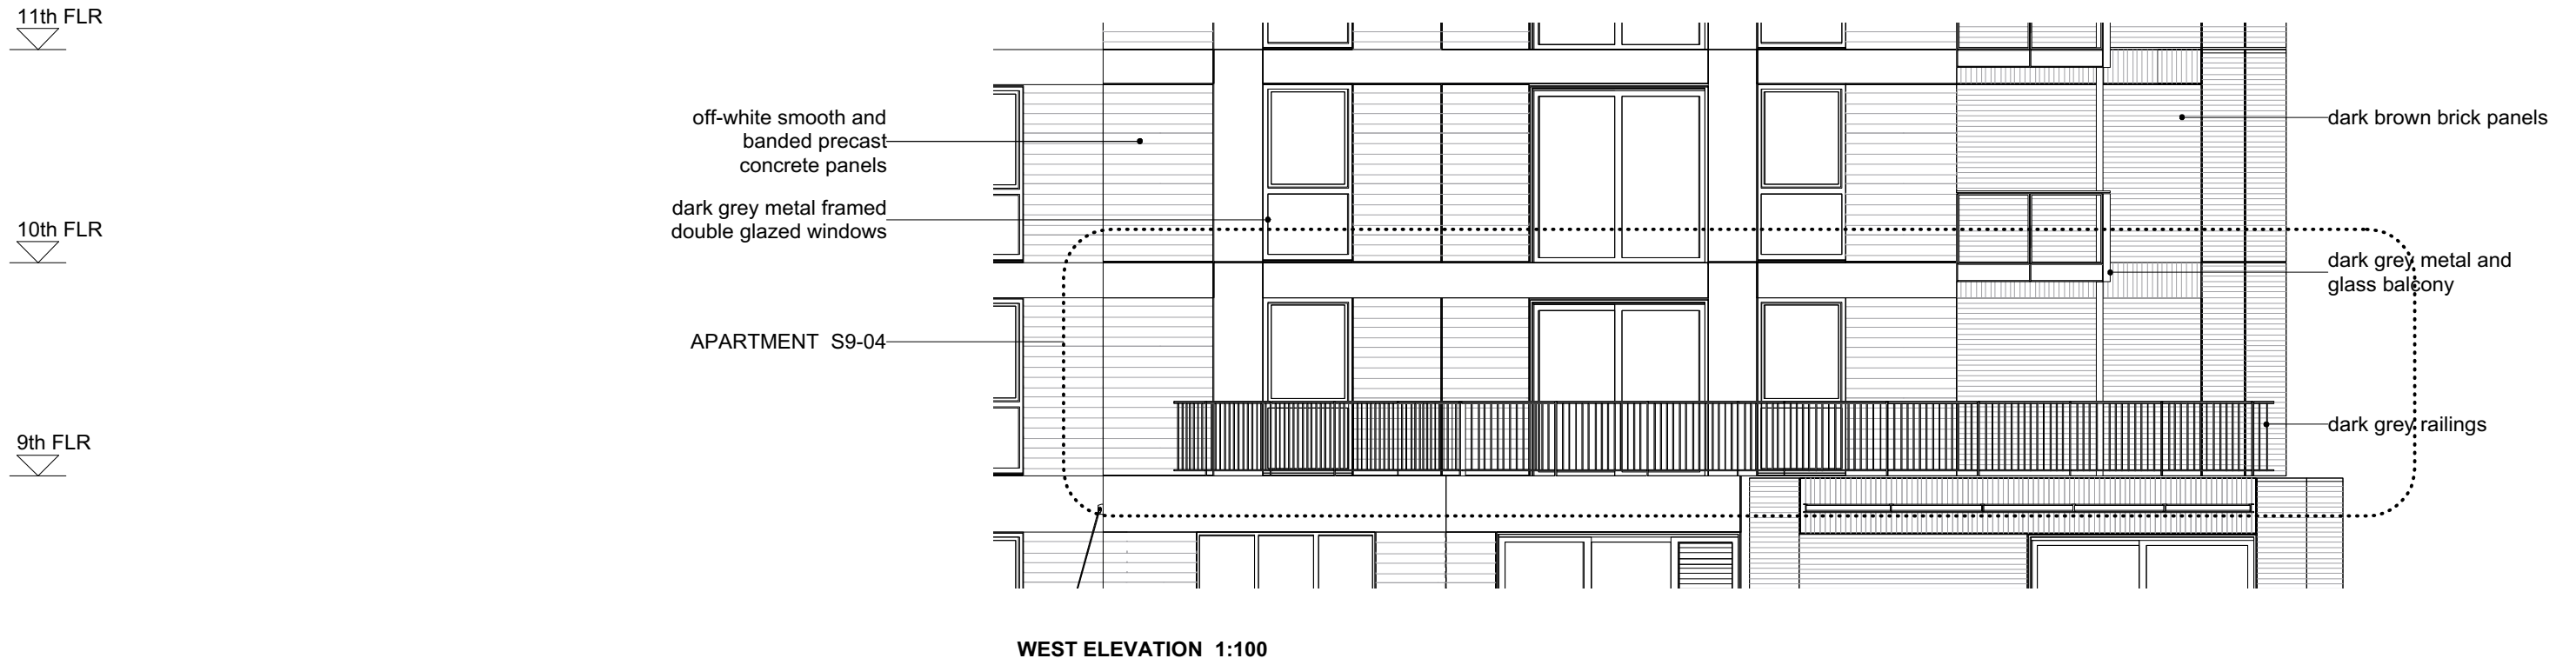 11th FLR
off-white smooth and
banded precast
concrete panels
dark brown brick panels
dark grey metal framed
double glazed windows
10th FLR
dark grey metal and
glass balcony
APARTMENT S9-04
dark grey railings
9th FLR
WEST ELEVATION 1:100